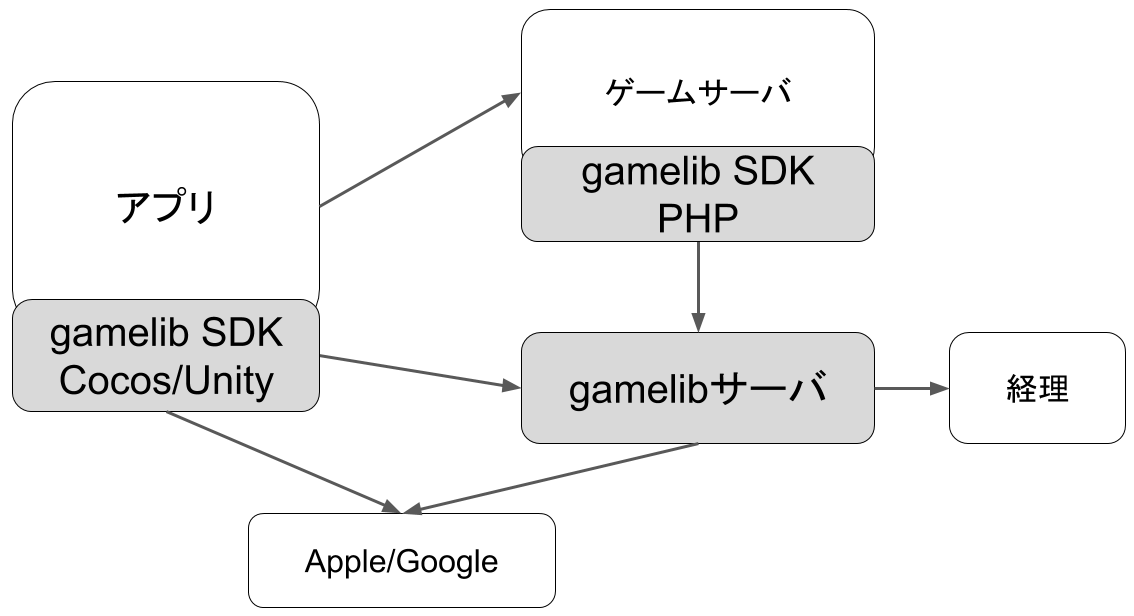 ゲームサーバ
gamelib SDK
PHP
アプリ
gamelib SDK
Cocos/Unity
gamelibサーバ
経理
Apple/Google